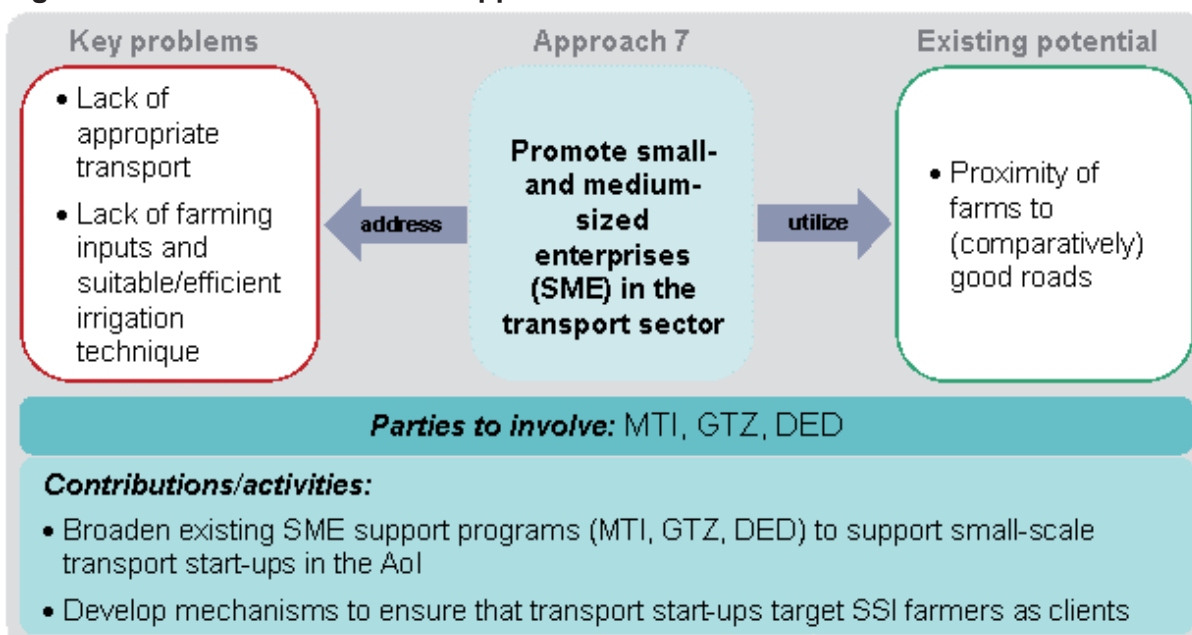 Key problems
Approach 7
Existing potential
• Lack of
appropriate
transport
• Lack of farming
inputs and
suitable/efficient
irrigation
technique
address
Promote small-
and medium-
sized
enterprises
(SME) in the
transport sector
utilize
• Proximity of
farms to
(comparatively)
good roads
Parties to involve: MTI, GTZ, DED
Contributions/activities:
• Broaden existing SME support programs (MTI, GTZ, DED) to support small-scale
transport start-ups in the AoI
• Develop mechanisms to ensure that transport start-ups target SSI farmers as clients